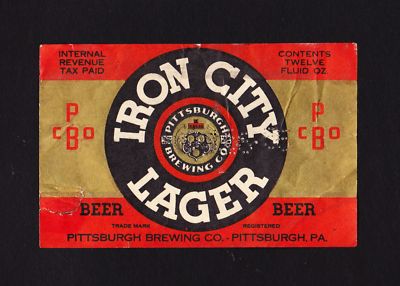 INTERNAL
REVENUE
TAX PAID
CONTENTS
TWELVE
FLUID OZ.
IRON CITY
PITTSBURGH
BREWING CO.
P
C B O
P
C B O
LAGER
BEER
BEER
TRADE MARK
REGISTERED
PITTSBURGH BREWING CO. - PITTSBURGH, PA.